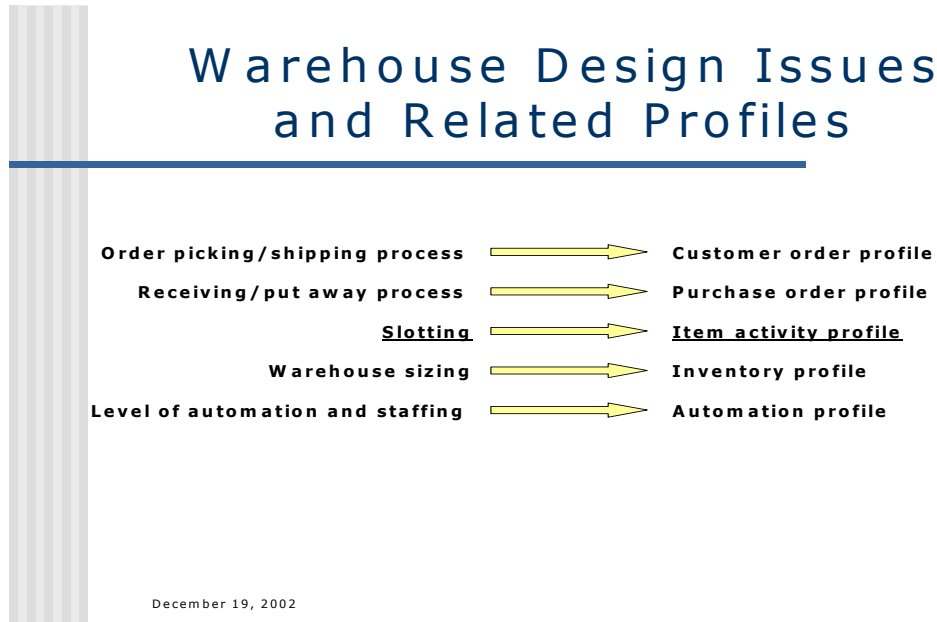 Warehouse Design Issues
and Related Profiles
Order picking/shipping process Customer order profile
Receiving/put away process Purchase order profile
Slotting Item activity profile
Warehouse sizing Inventory profile
Level of automation and staffing Automation profile
December 19, 2002